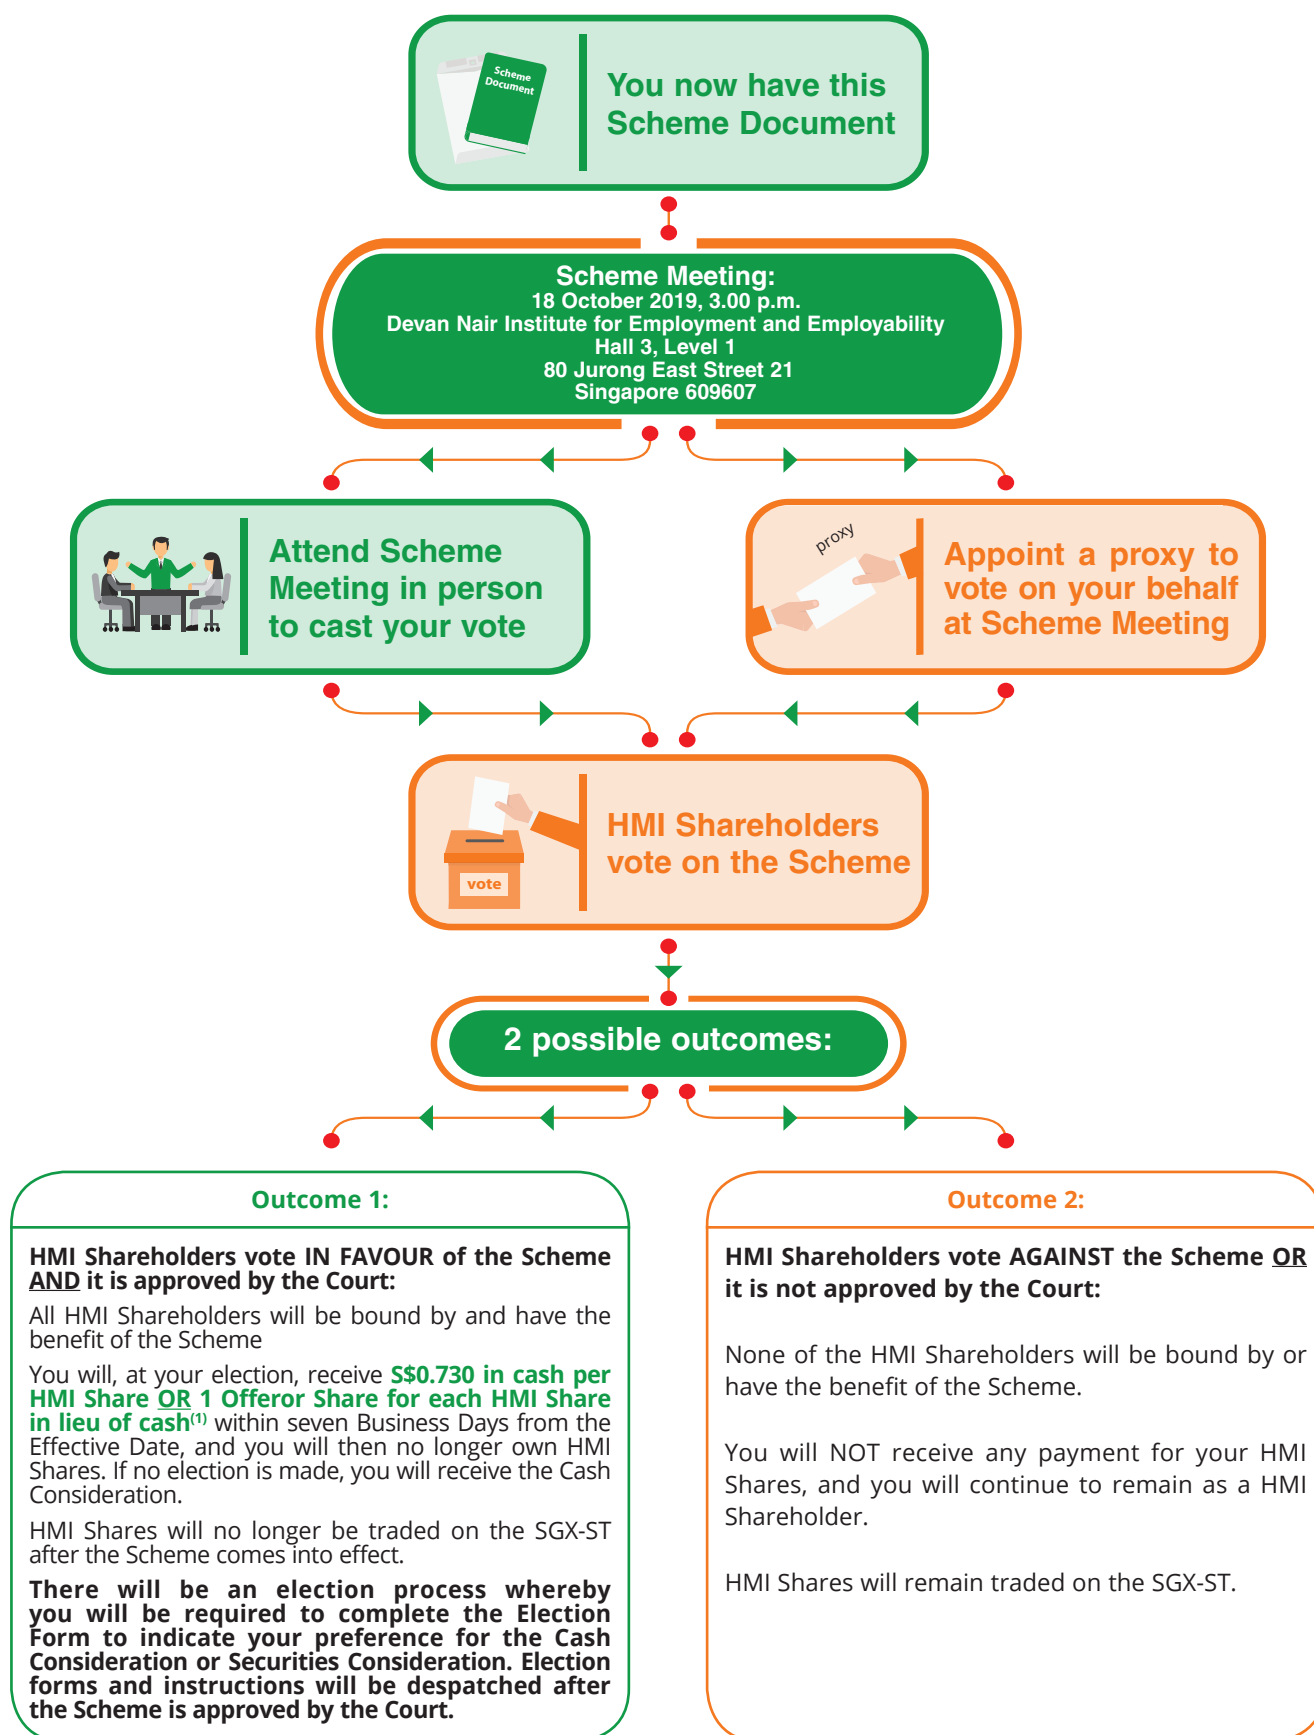 Scheme
Document
You now have this
Scheme Document
Scheme Meeting:
18 October 2019, 3.00 p.m.
Devan Nair Institute for Employment and Employability
Hall 3, Level 1
80 Jurong East Street 21
Singapore 609607
Attend Scheme
Meeting in person
to cast your vote
proxy
Appoint a proxy to
vote on your behalf
at Scheme Meeting
vote
HMI Shareholders
vote on the Scheme
2 possible outcomes:
Outcome 1:
HMI Shareholders vote IN FAVOUR of the Scheme
AND it is approved by the Court:
All HMI Shareholders will be bound by and have the
benefit of the Scheme
You will, at your election, receive S$0.730 in cash per
HMI Share OR 1 Offeror Share for each HMI Share
in lieu of cash(1) within seven Business Days from the
Effective Date, and you will then no longer own HMI
Shares. If no election is made, you will receive the Cash
Consideration.
HMI Shares will no longer be traded on the SGX-ST
after the Scheme comes into effect.
There will be an election process whereby
you will be required to complete the Election
Form to indicate your preference for the Cash
Consideration or Securities Consideration. Election
forms and instructions will be despatched after
the Scheme is approved by the Court.
Outcome 2:
HMI Shareholders vote AGAINST the Scheme OR
it is not approved by the Court:
None of the HMI Shareholders will be bound by or
have the benefit of the Scheme.
You will NOT receive any payment for your HMI
Shares, and you will continue to remain as a HMI
Shareholder.
HMI Shares will remain traded on the SGX-ST.